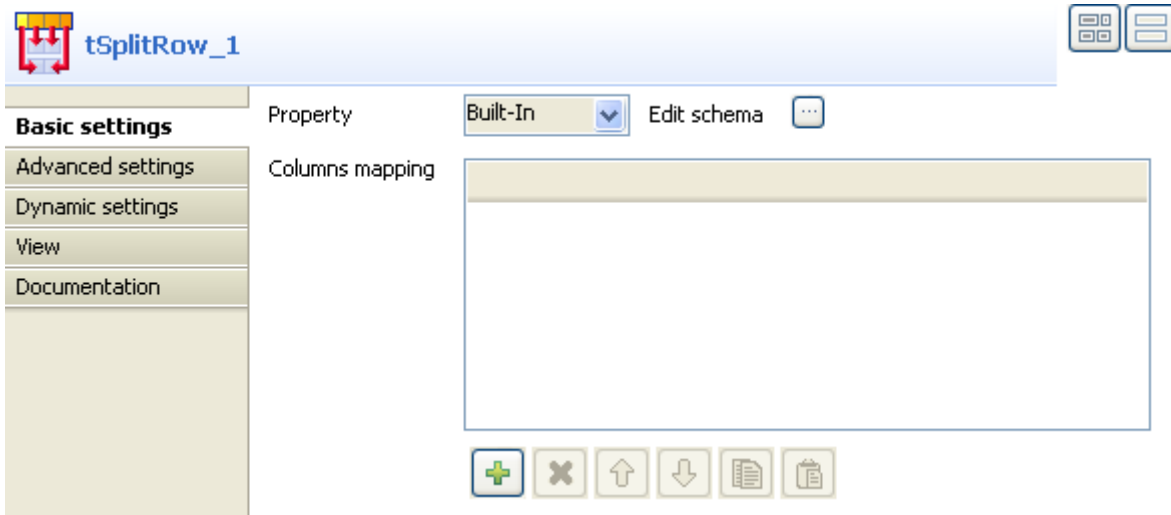 tSplitRow_1
Basic settings
Advanced settings
Dynamic settings
View
Documentation
Property Built-In Edit schema ...
Columns mapping